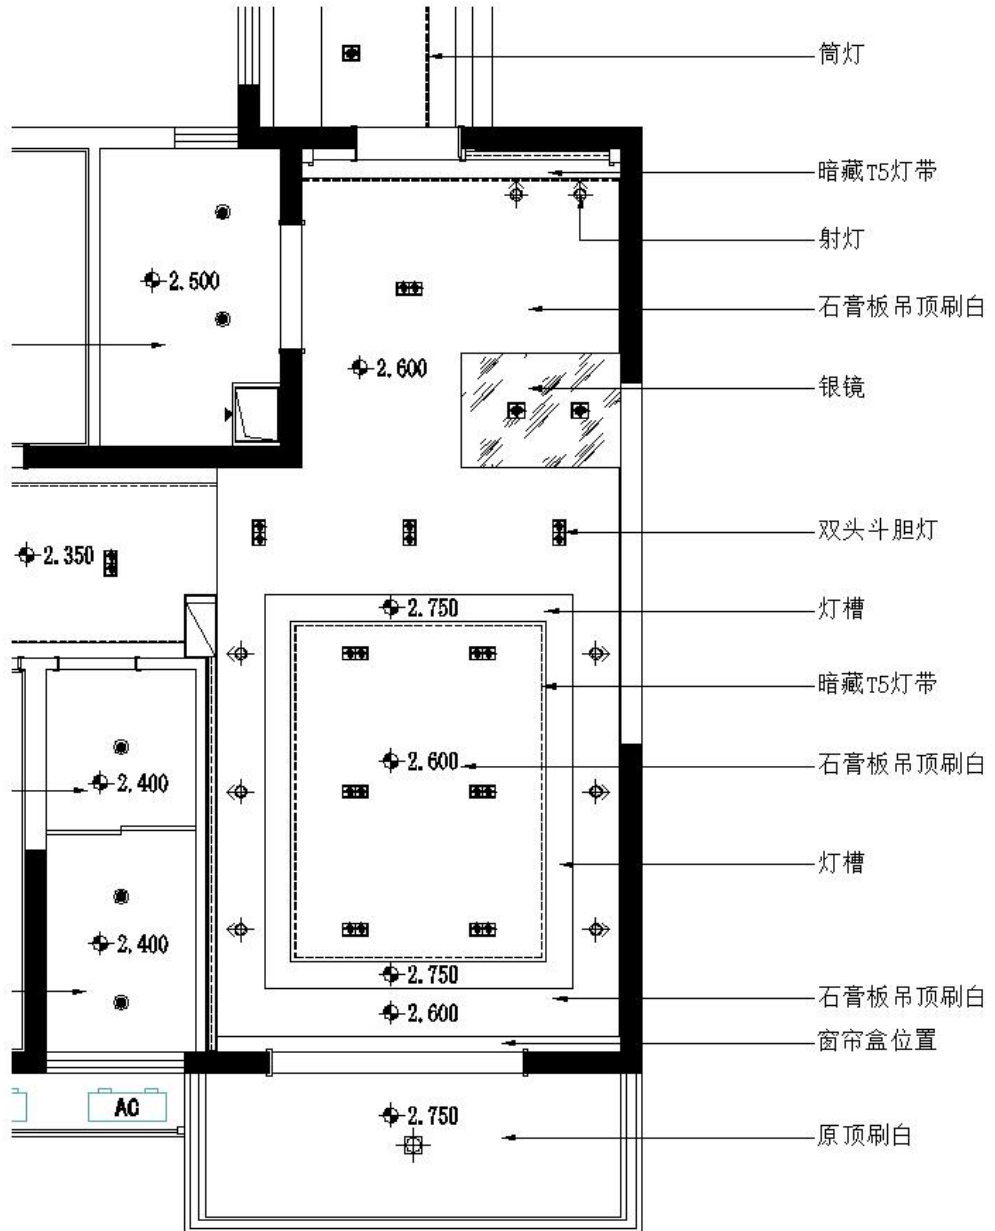 筒灯
暗藏T5灯带
射灯
2.500
石膏板吊顶刷白
2.600
银镜
双头斗胆灯
2.350
2.750
灯槽
暗藏T5灯带
2.600
石膏板吊顶刷白
2.400
灯槽
2.400
2.750
石膏板吊顶刷白
2.600
窗帘盒位置
AC
2.750
原顶刷白